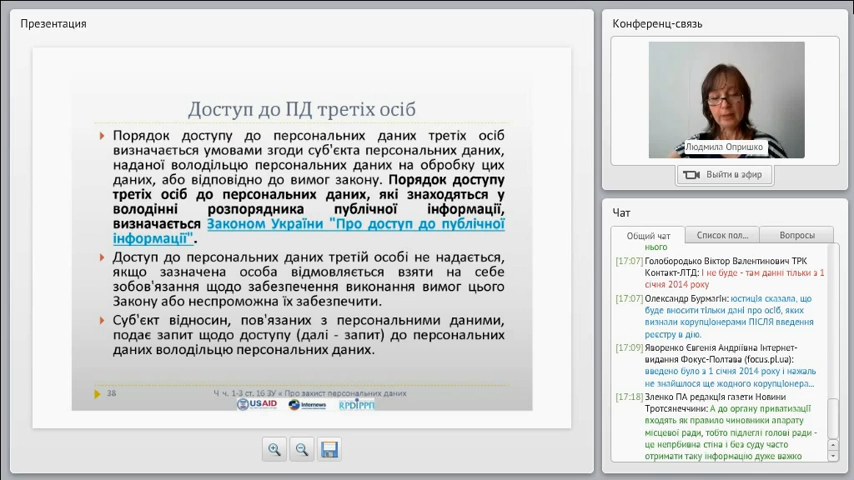 Презентация
Доступ до ПД третіх осіб
Порядок доступу до персональних даних третіх осіб
визначається умовами згоди суб'єкта персональних даних,
наданої володільцю персональних даних на обробку цих
даних, або відповідно до вимог закону. Порядок доступу
третіх осіб до персональних даних, які знаходяться у
володінні розпорядника публічної інформації,
визначається Законом України "Про доступ до публічної
інформації".
Доступ до персональних даних третій особі не надається,
якщо зазначена особа відмовляється взяти на себе
зобов'язання щодо забезпечення виконання вимог цього
Закону або неспроможна їх забезпечити.
Суб'єкт відносин, пов'язаних з персональними даними,
подає запит щодо доступу (далі - запит) до персональних
даних володільцю персональних даних.
38
Ч. ч. 1-3 ст. 16 ЗУ « Про захист персональних
даних
USAID
Internews
Конференц-связь
Людмила Опришко
Выйти в эфир
Чат
Общий чат
Список пол...
Вопросы
нього
[17:07] Голобородько Віктор Валентинович ТРК
Контакт-ЛТД: І не буде - там данні тільки з 1
січня 2014 року
[17:07] Олександр Бурмагін: юстиція сказала, що
буде вносити тільки дані про осіб, яких
визнали корупціонерами ПІСЛЯ введення
реєстру в дію.
[17:09] Яворенко Євгенія Андріївна Інтернет-
видання Фокус-Полтава (focus.pl.ua):
введено було з 1 січня 2014 року і нажаль
не знайшлося ще жодного корупціонера...
[17:18] Зленко ПА редакція газети Новини
Тротсянеччини: А до органу приватизації
входять як правило чиновники апарату
місцевої ради, тобто підлеглі голові ради -
це непрбивна стіна і без суду часто
отримати таку інформацію дуже важко